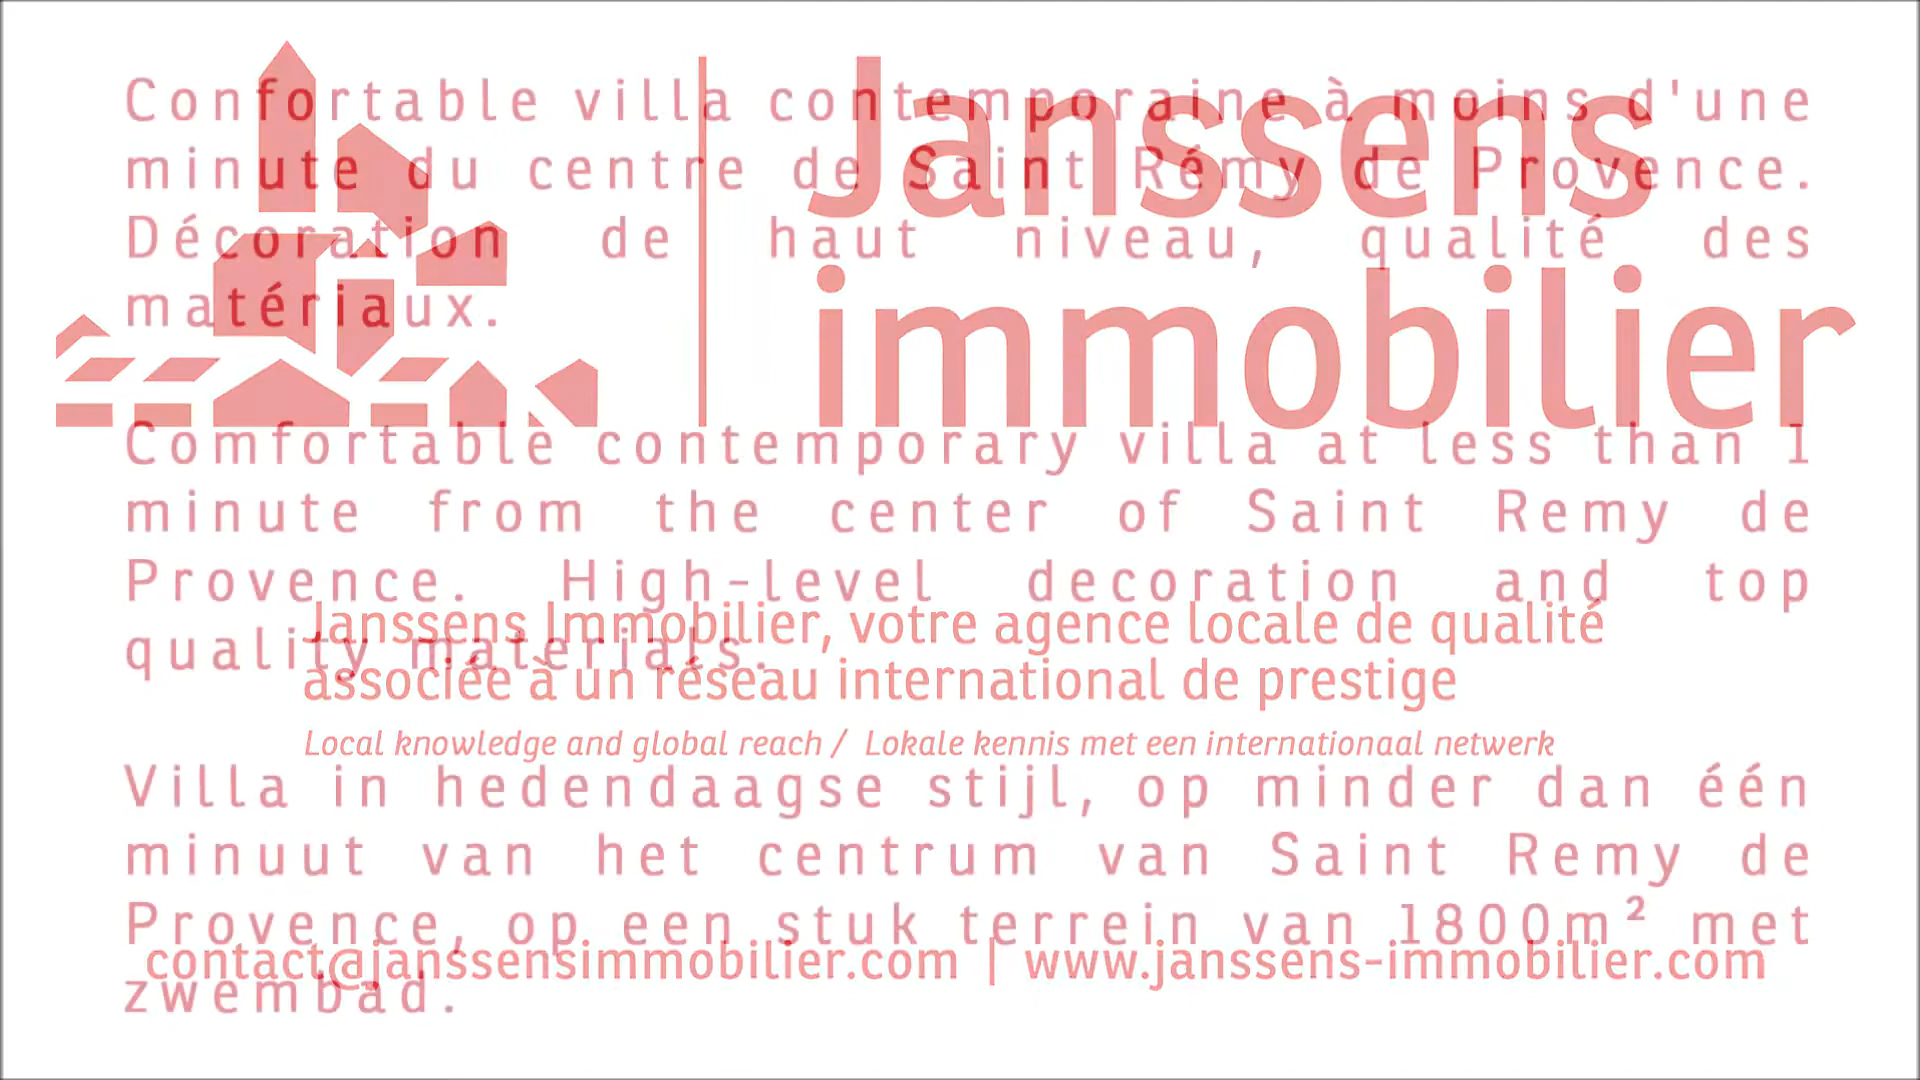 Confortable villa contemporaine à moins d'une
minute du centre de Saint Rémy de Provence.
Décoration de haut niveau, qualité des
matériaux.
Comfortable contemporary villa at less than 1
minute from the center of Saint Remy de
Provence. High-level decoration and top
quality materials.
Villa in hedendaagse stijl, op minder dan één
minuut van het centrum van Saint Remy de
Provence, op een stuk terrein van 1800m² met
zwembad.
Janssens
immobilier
Janssens Immobilier, votre agence locale de qualité
associée à un réseau international de prestige
Local knowledge and global reach / Lokale kennis met een internationaal netwerk
contact@janssensimmobilier.com | www.janssens-immobilier.com